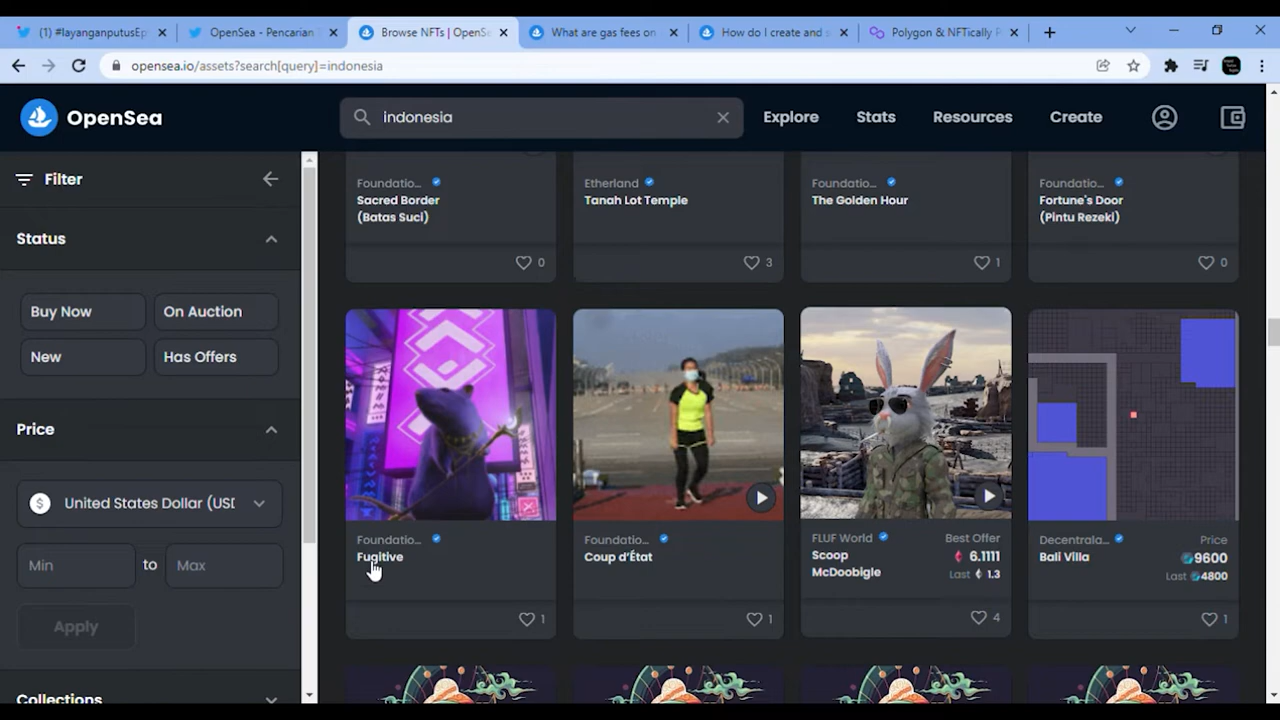 (1) #layanganputusEp
OpenSea - Pencarian
Browse NFTs | OpenSe
What are gas fees on
How do I create and s
Polygon & NFTically P
opensea.io/assets?search[query]=indonesia
OpenSea
indonesia
Explore
Stats
Resources
Create
Filter
Status
Buy Now
On Auction
New
Has Offers
Price
$ United States Dollar (USD
Min
to
Max
Apply
Collections
Foundatio...
Sacred Border
(Batas Suci)
0
Etherland
Tanah Lot Temple
3
Foundatio...
The Golden Hour
1
Foundatio...
Fortune's Door
(Pintu Rezeki)
0
Foundatio...
Fugitive
1
Foundatio...
Coup d'État
1
FLUF World
Best Offer
Scoop
McDoobigle
6.1111
Last 1.3
4
Decentrala...
Price
Bali Villa
9600
Last 4800
1